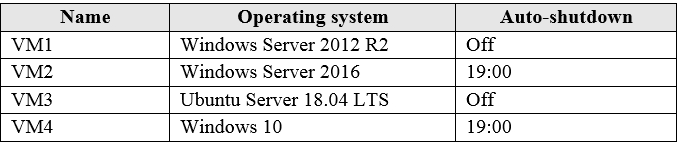 Name Operating system Auto-shutdown
VM1 Windows Server 2012 R2 Off
VM2 Windows Server 2016 19:00
VM3 Ubuntu Server 18.04 LTS Off
VM4 Windows 10 19:00